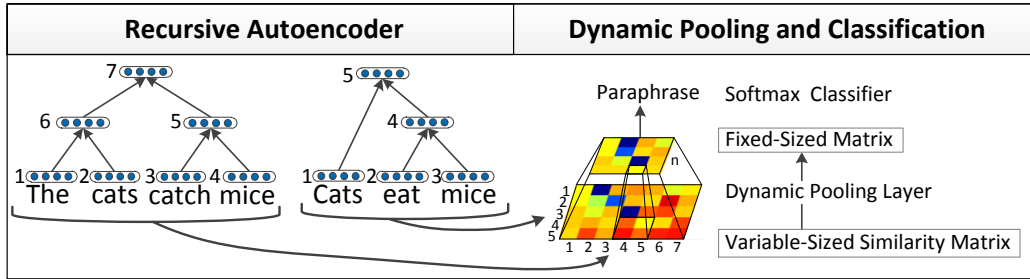 Recursive Autoencoder
Dynamic Pooling and Classification
7
6 5
1 2 3 4
The cats catch mice
5
4
1 2 3
Cats eat mice
Paraphrase
n
1
2
3
4
5
1 2 3 4 5 6 7
Softmax Classifier
Fixed-Sized Matrix
Dynamic Pooling Layer
Variable-Sized Similarity Matrix